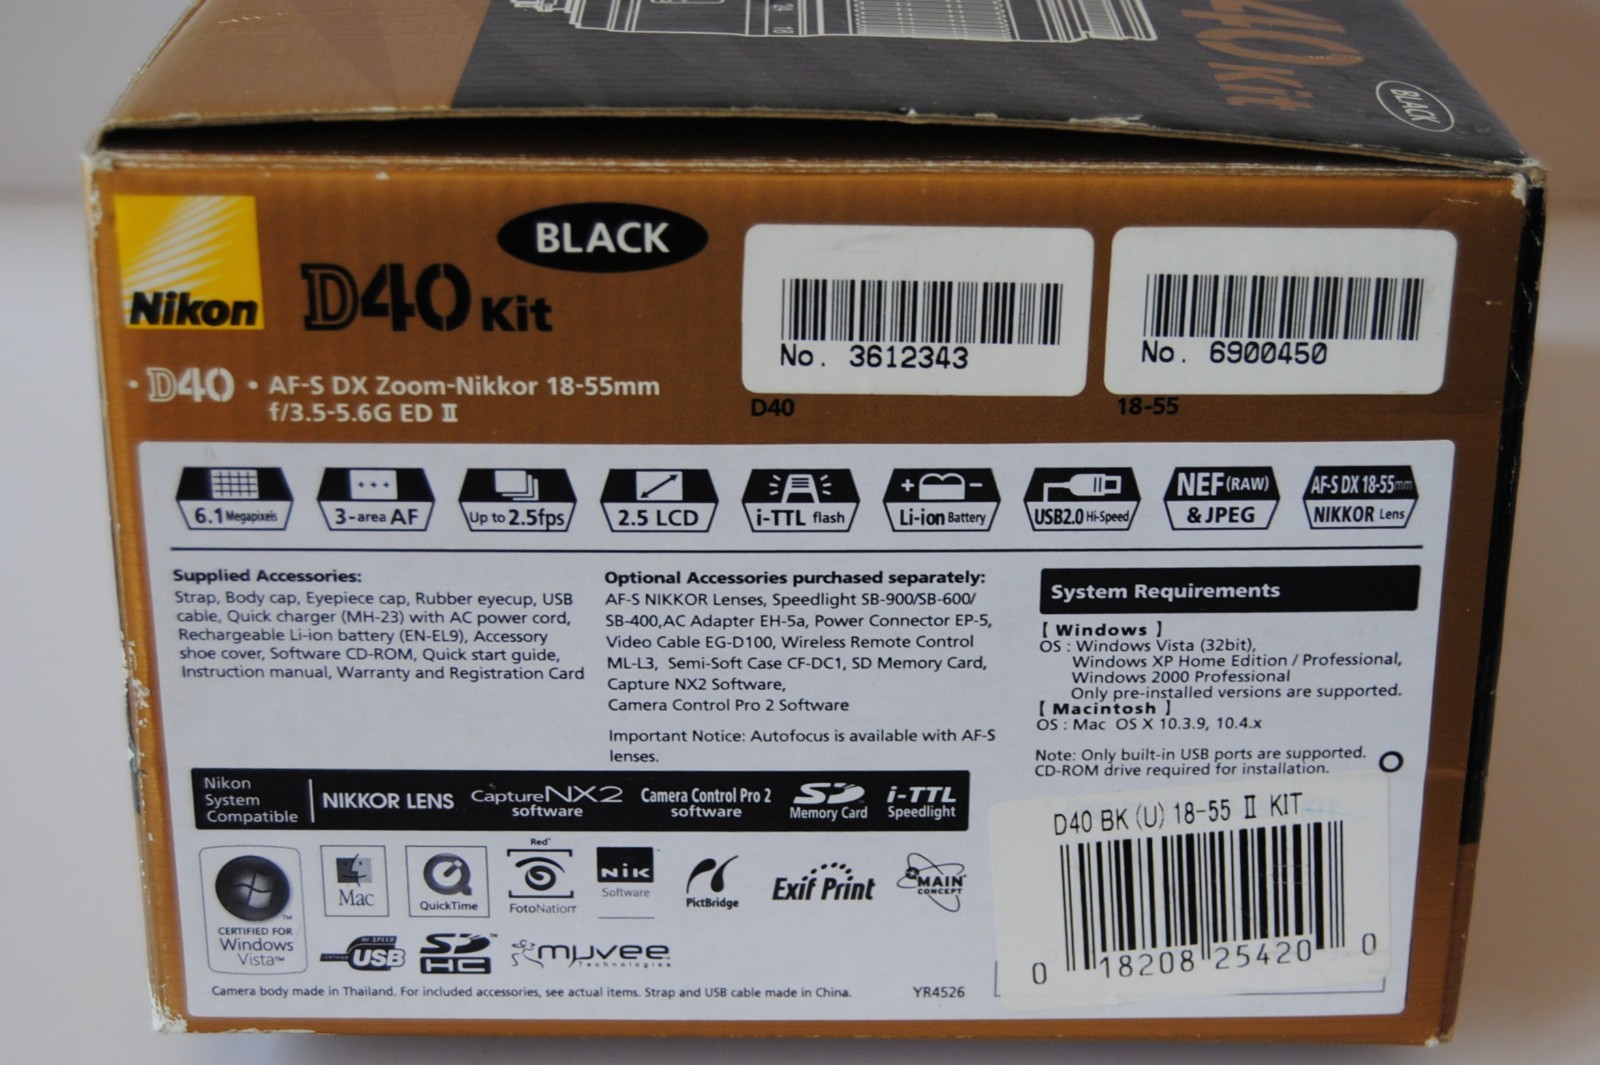 D40 Kit
BLACK
24
18
Nikon
D40 Kit
BLACK
• D40 • AF-S DX Zoom-Nikkor 18-55mm
f/3.5-5.6G ED II
No. 3612343
D40
No. 6900450
18-55
6.1 Megapixels
3-area AF
Up to 2.5fps
2.5 LCD
i-TTL flash
+ -
Li-ion Battery
USB2.0 Hi-Speed
NEF (RAW)
& JPEG
AF-S DX 18-55mm
NIKKOR Lens
Supplied Accessories:
Strap, Body cap, Eyepiece cap, Rubber eyecup, USB
cable, Quick charger (MH-23) with AC power cord,
Rechargeable Li-ion battery (EN-EL9), Accessory
shoe cover, Software CD-ROM, Quick start guide,
Instruction manual, Warranty and Registration Card
Optional Accessories purchased separately:
AF-S NIKKOR Lenses, Speedlight SB-900/SB-600/
SB-400,AC Adapter EH-5a, Power Connector EP-5,
Video Cable EG-D100, Wireless Remote Control
ML-L3, Semi-Soft Case CF-DC1, SD Memory Card,
Capture NX2 Software,
Camera Control Pro 2 Software
Important Notice: Autofocus is available with AF-S
lenses.
System Requirements
[ Windows ]
OS : Windows Vista (32bit),
Windows XP Home Edition / Professional,
Windows 2000 Professional
Only pre-installed versions are supported.
[ Macintosh ]
OS : Mac OS X 10.3.9, 10.4.x
Note: Only built-in USB ports are supported.
CD-ROM drive required for installation.
Nikon
System
Compatible
NIKKOR LENS
Capture NX2
software
Camera Control Pro 2
software
SD
Memory Card
i-TTL
Speedlight
CERTIFIED FOR
Windows
Vista™
Mac
QuickTime
Red™
FotoNation
Nik
Software
PictBridge
Exif Print
MAIN
CONCEPT
HI-SPEED
CERTIFIED USB
SD HC™
muvee
Technologies
Camera body made in Thailand. For included accessories, see actual items. Strap and USB cable made in China.
YR4526
D40 BK (U) 18-55 II KIT
0 18208 25420 0